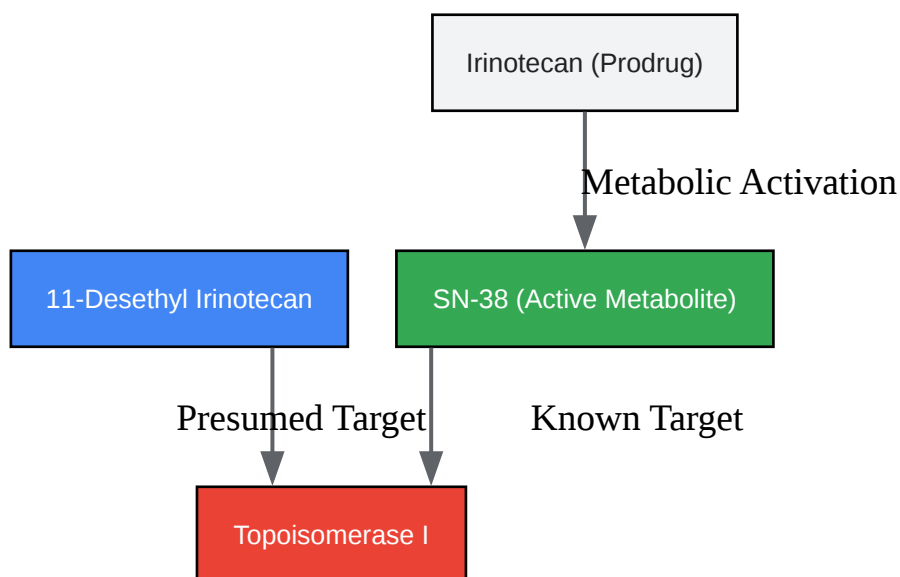 Irinotecan (Prodrug)
Metabolic Activation
11-Desethyl Irinotecan
SN-38 (Active Metabolite)
Presumed Target
Known Target
Topoisomerase I